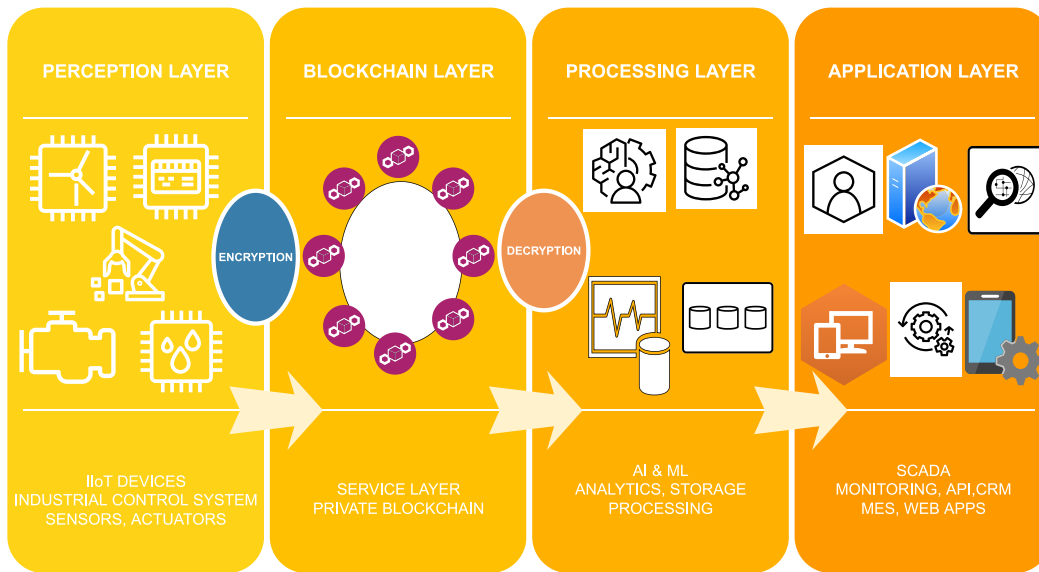 PERCEPTION LAYER
BLOCKCHAIN LAYER
PROCESSING LAYER
APPLICATION LAYER
ENCRYPTION
DECRYPTION
IIoT DEVICES
INDUSTRIAL CONTROL SYSTEM
SENSORS, ACTUATORS
SERVICE LAYER
PRIVATE BLOCKCHAIN
AI & ML
ANALYTICS, STORAGE
PROCESSING
SCADA
MONITORING, API,CRM
MES, WEB APPS